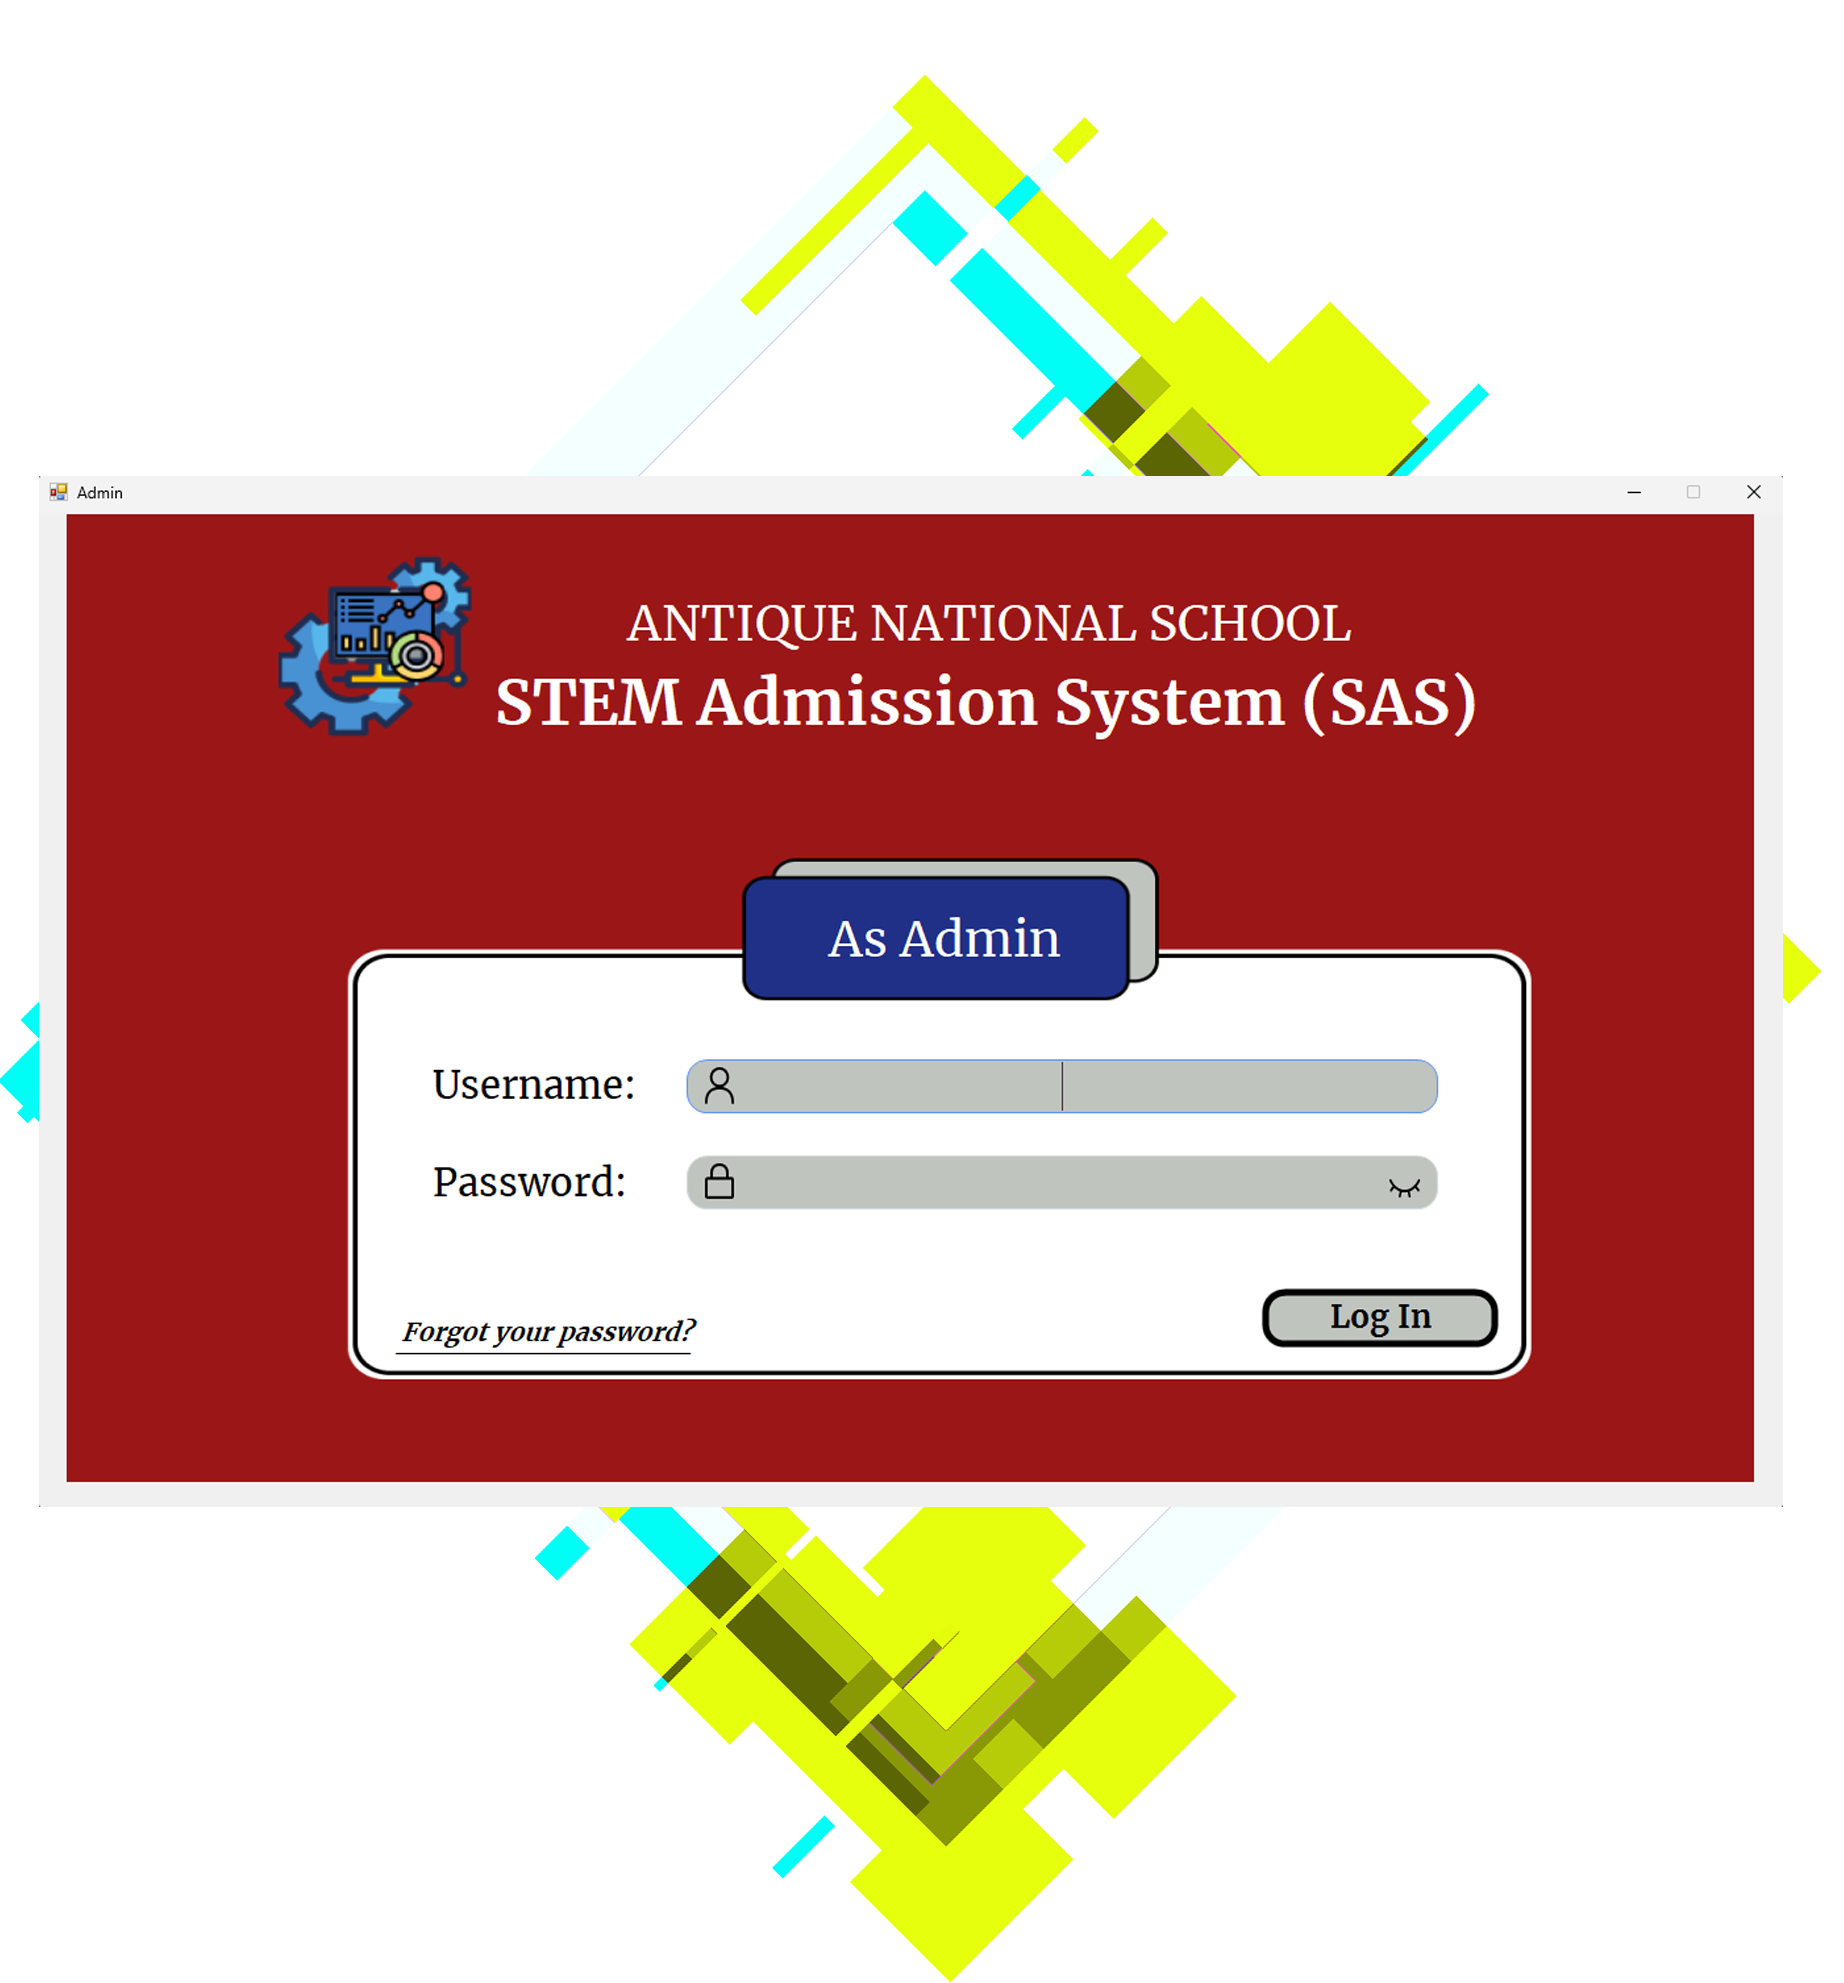 Admin
ANTIQUE NATIONAL SCHOOL
STEM Admission System (SAS)
As Admin
Username:
Password:
Forgot your password?
Log In